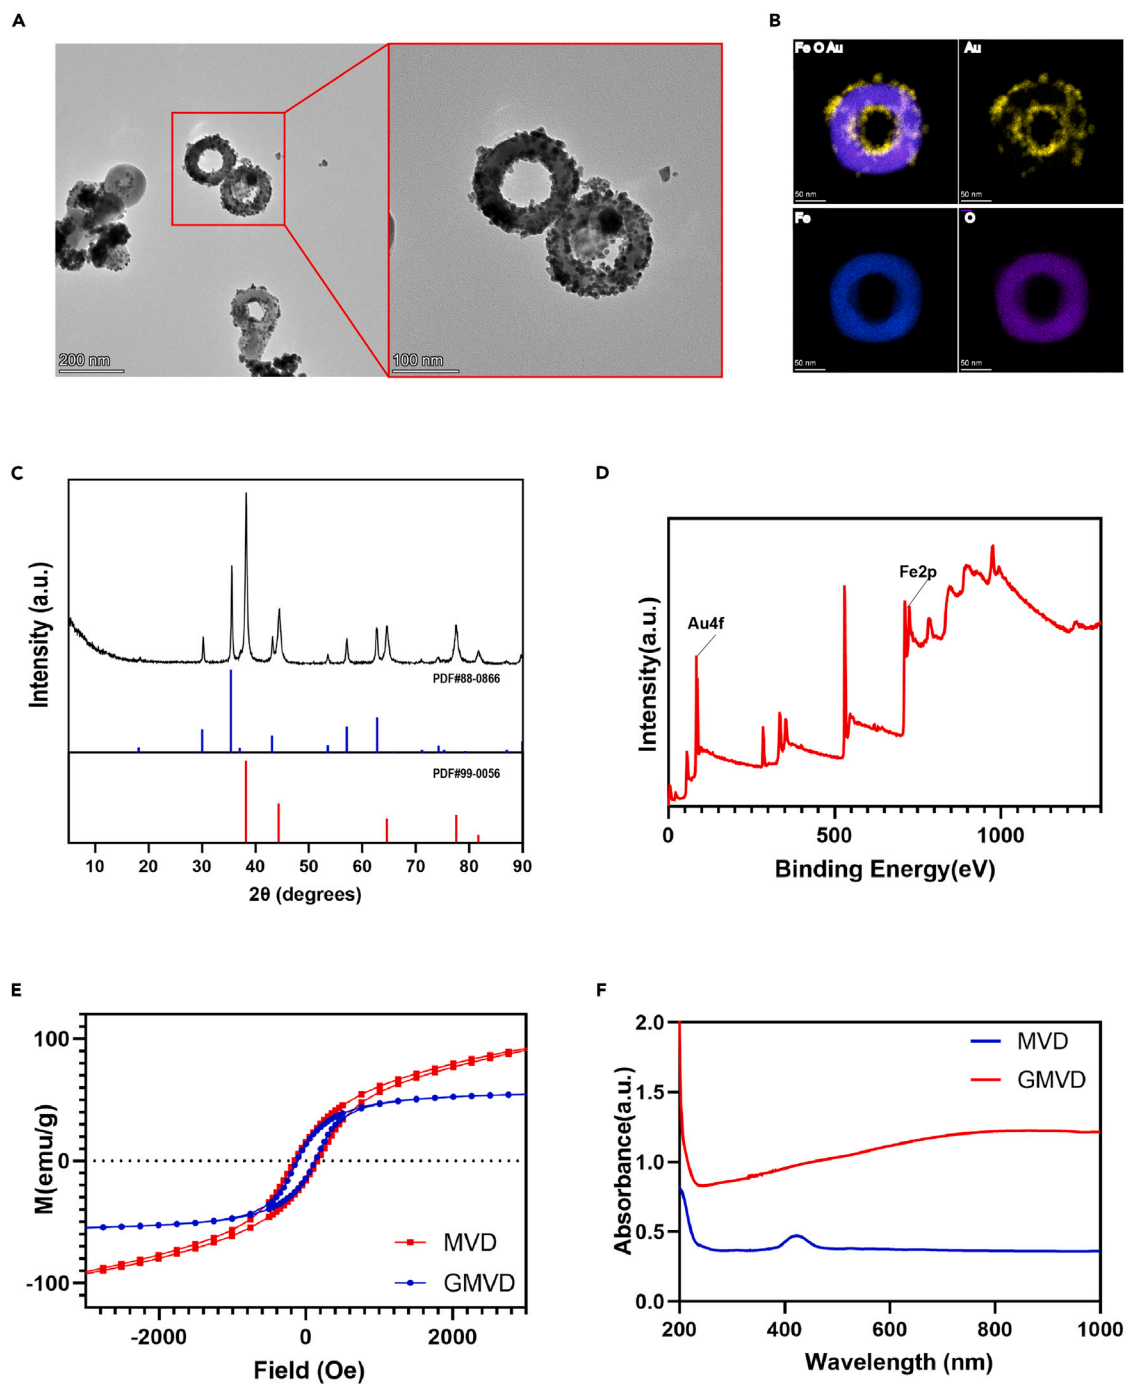 A
B
200 nm
100 nm
Fe O Au
Au
50 nm
50 nm
Fe
O
50 nm
50 nm
C
D
Intensity (a.u.)
PDF#88-0866
PDF#99-0056
10 20 30 40 50 60 70 80 90
2θ (degrees)
Intensity(a.u.)
Au4f
Fe2p
0 500 1000
Binding Energy(eV)
E
F
M(emu/g)
100
0
-100
MVD
GMVD
-2000 0 2000
Field (Oe)
Absorbance(a.u.)
2.0
1.5
1.0
0.5
0.0
MVD
GMVD
200 400 600 800 1000
Wavelength (nm)